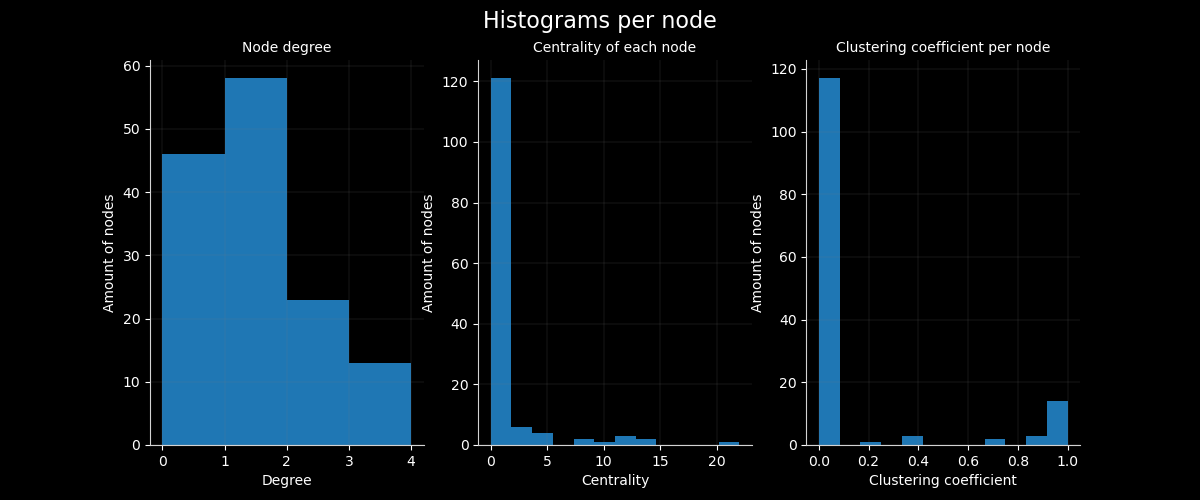 Histograms per node
Node degree
Amount of nodes
60
50
40
30
20
10
0
0 1 2 3 4
Degree
Centrality of each node
Amount of nodes
120
100
80
60
40
20
0
0 5 10 15 20
Centrality
Clustering coefficient per node
Amount of nodes
120
100
80
60
40
20
0
0.0 0.2 0.4 0.6 0.8 1.0
Clustering coefficient